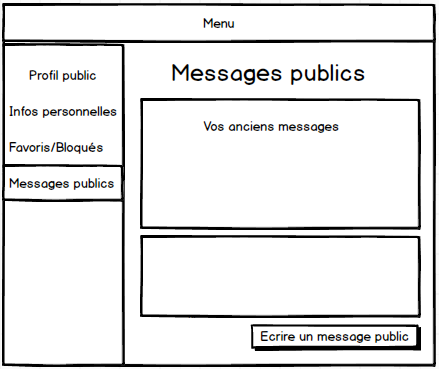 Menu
Profil public
Infos personnelles
Favoris/Bloqués
Messages publics
Messages publics
Vos anciens messages
Ecrire un message public